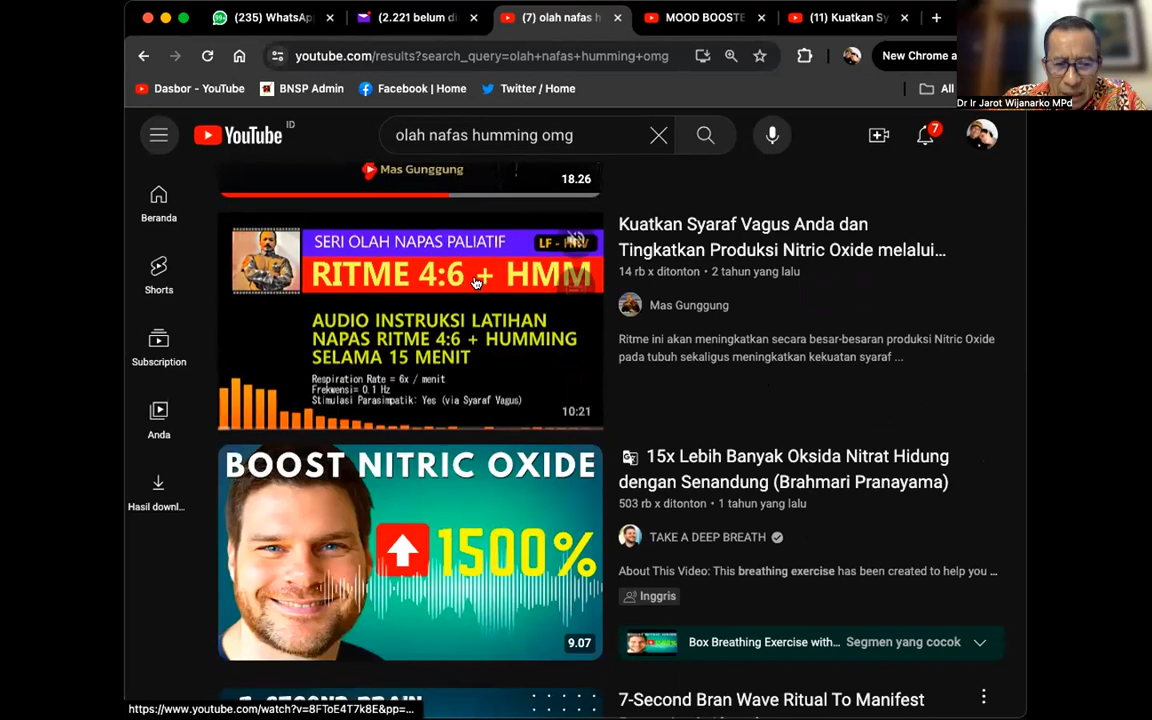 (235) WhatsAp
(2.221 belum di
(7) olah nafas h
MOOD BOOSTE
(11) Kuatkan Sy
youtube.com/results?search_query=olah+nafas+humming+omg
New Chrome a
Dasbor - YouTube
BNSP Admin
Facebook | Home
Twitter / Home
All
Dr Ir Jarot Wijanarko MPd
YouTube ID
olah nafas humming omg
7
Beranda
Shorts
Subscription
Anda
Hasil downl...
Mas Gunggung
18.26
SERI OLAH NAPAS PALIATIF
LF - HRV
RITME 4:6 + HMM
AUDIO INSTRUKSI LATIHAN
NAPAS RITME 4:6 + HUMMING
SELAMA 15 MENIT
Respiration Rate = 6x / menit
Frekwensi= 0.1 Hz
Stimulasi Parasimpatik: Yes (via Syaraf Vagus)
10:21
Kuatkan Syaraf Vagus Anda dan
Tingkatkan Produksi Nitric Oxide melalui...
14 rb x ditonton • 2 tahun yang lalu
Mas Gunggung
Ritme ini akan meningkatkan secara besar-besaran produksi Nitric Oxide
pada tubuh sekaligus meningkatkan kekuatan syaraf ...
BOOST NITRIC OXIDE
1500%
9.07
15x Lebih Banyak Oksida Nitrat Hidung
dengan Senandung (Brahmari Pranayama)
503 rb x ditonton • 1 tahun yang lalu
TAKE A DEEP BREATH
About This Video: This breathing exercise has been created to help you ...
Inggris
Box Breathing Exercise with... Segmen yang cocok
7-Second Bran Wave Ritual To Manifest
https://www.youtube.com/watch?v=8FToE4T7k8E&pp=...